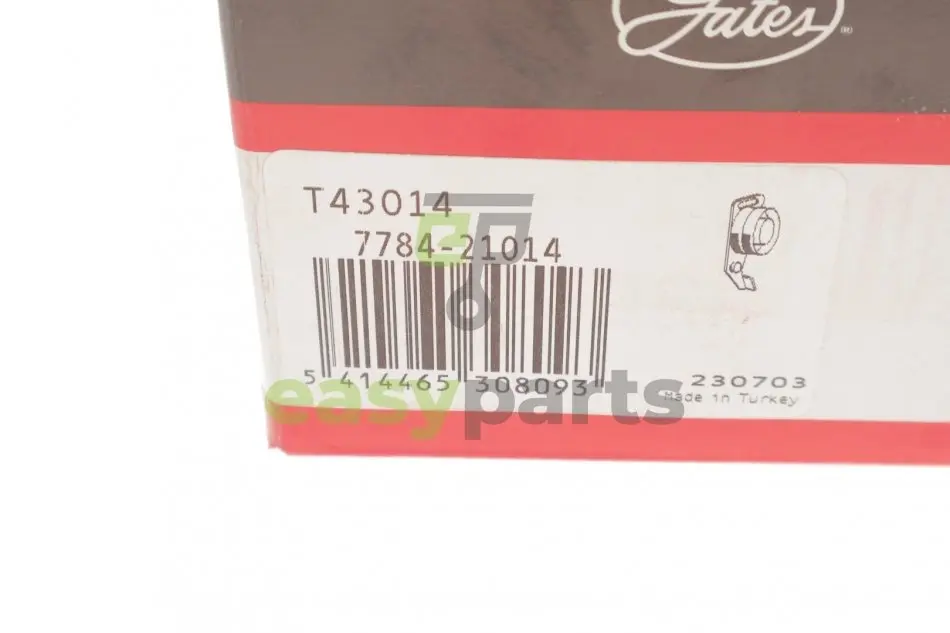 Gates®
T43014
7784-21014
5 414465 308093
230703
Made in Turkey
easyparts